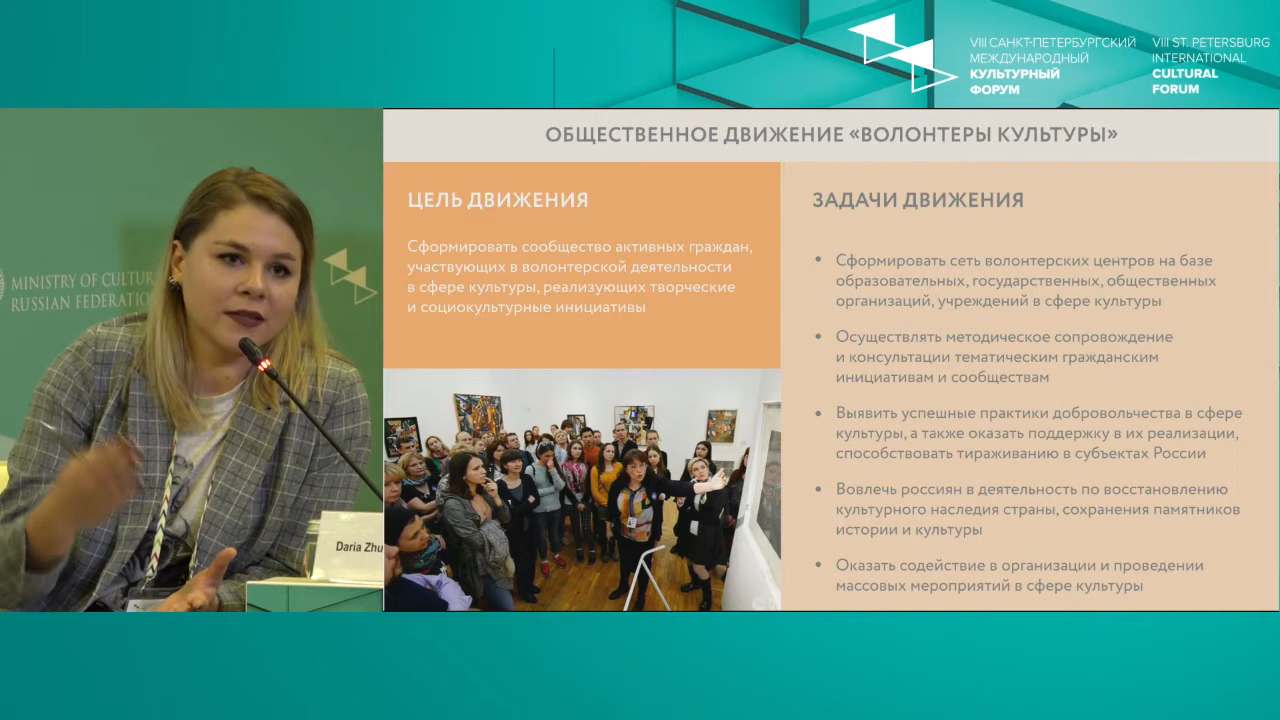 VIII САНКТ-ПЕТЕРБУРГСКИЙ
МЕЖДУНАРОДНЫЙ
КУЛЬТУРНЫЙ
ФОРУМ
VIII ST. PETERSBURG
INTERNATIONAL
CULTURAL
FORUM
MINISTRY OF CULTUR
RUSSIAN FEDERATIO
Daria Zhu
ОБЩЕСТВЕННОЕ ДВИЖЕНИЕ «ВОЛОНТЕРЫ КУЛЬТУРЫ»
ЦЕЛЬ ДВИЖЕНИЯ
Сформировать сообщество активных граждан,
участвующих в волонтерской деятельности
в сфере культуры, реализующих творческие
и социокультурные инициативы
ЗАДАЧИ ДВИЖЕНИЯ
• Сформировать сеть волонтерских центров на базе
образовательных, государственных, общественных
организаций, учреждений в сфере культуры
• Осуществлять методическое сопровождение
и консультации тематическим гражданским
инициативам и сообществам
• Выявить успешные практики добровольчества в сфере
культуры, а также оказать поддержку в их реализации,
способствовать тиражированию в субъектах России
• Вовлечь россиян в деятельность по восстановлению
культурного наследия страны, сохранения памятников
истории и культуры
• Оказать содействие в организации и проведении
массовых мероприятий в сфере культуры